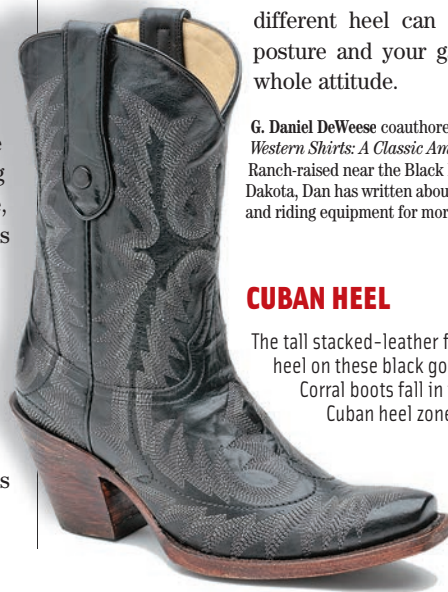 different heel can
posture and your g
whole attitude.
G. Daniel DeWeese coauthore
Western Shirts: A Classic Am
Ranch-raised near the Black
Dakota, Dan has written abou
and riding equipment for mor
g
,
s
CUBAN HEEL
The tall stacked-leather f
heel on these black go
Corral boots fall in
Cuban heel zone
s